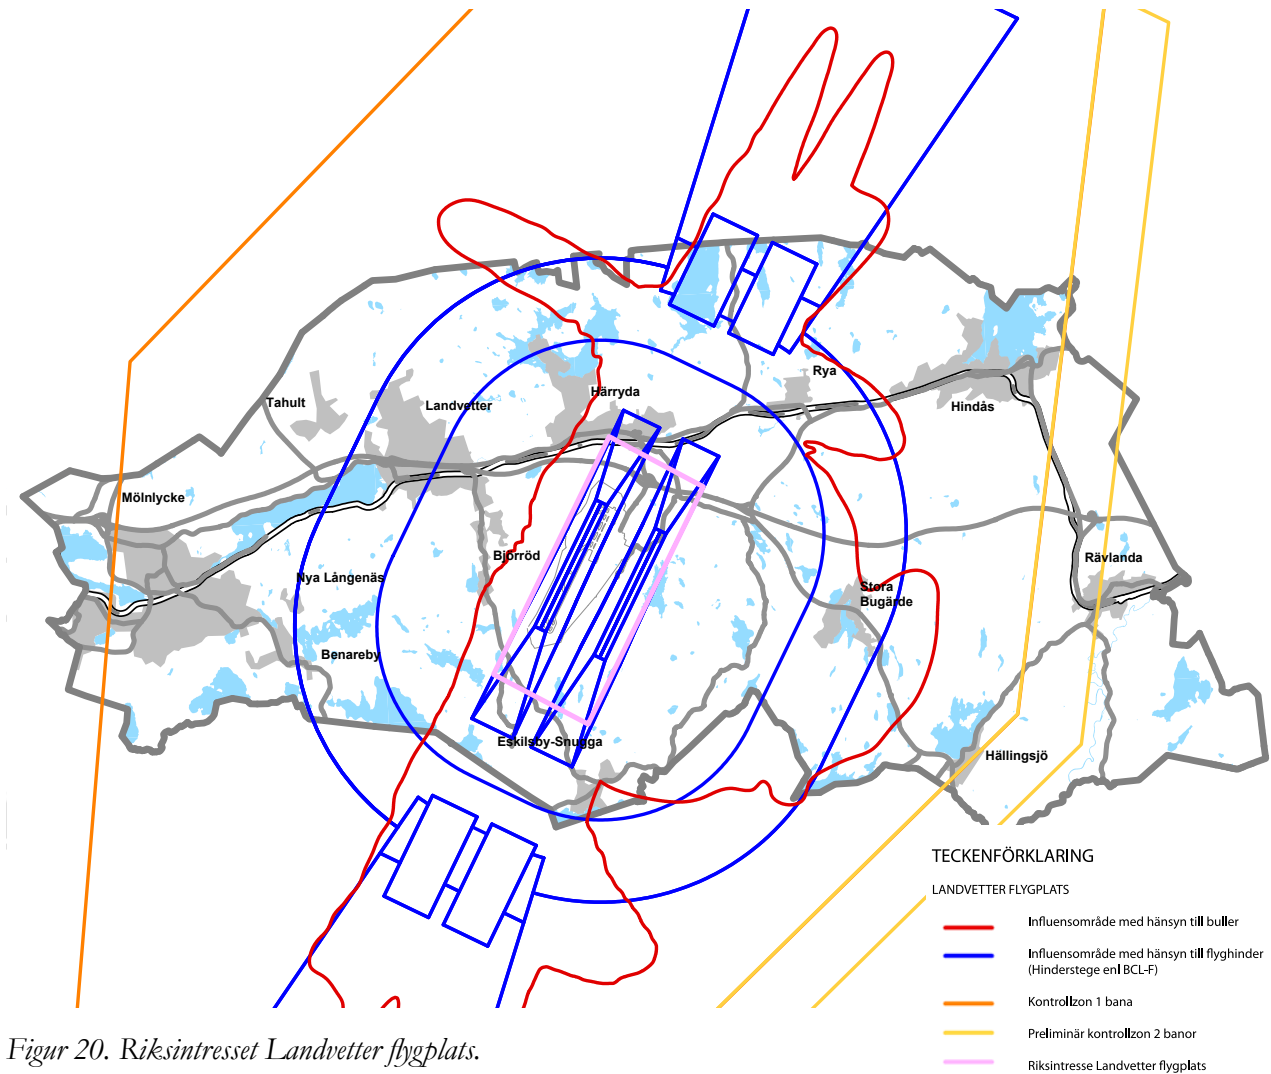 Rya
Härryda
Tahult
Landvetter
Hindås
Mölnlycke
Björröd
Rävlanda
Nya Långenäs
Stora
Bugärde
Benareby
Eskilsby-Snugga
Hällingsjö
TECKENFÖRKLARING
LANDVETTER FLYGPLATS
Influensområde med hänsyn till buller
Influensområde med hänsyn till flyghinder
(Hinderstege enl BCL-F)
Kontrollzon 1 bana
Preliminär kontrollzon 2 banor
Riksintresse Landvetter flygplats
Figur 20. Riksintresset Landvetter flygplats.